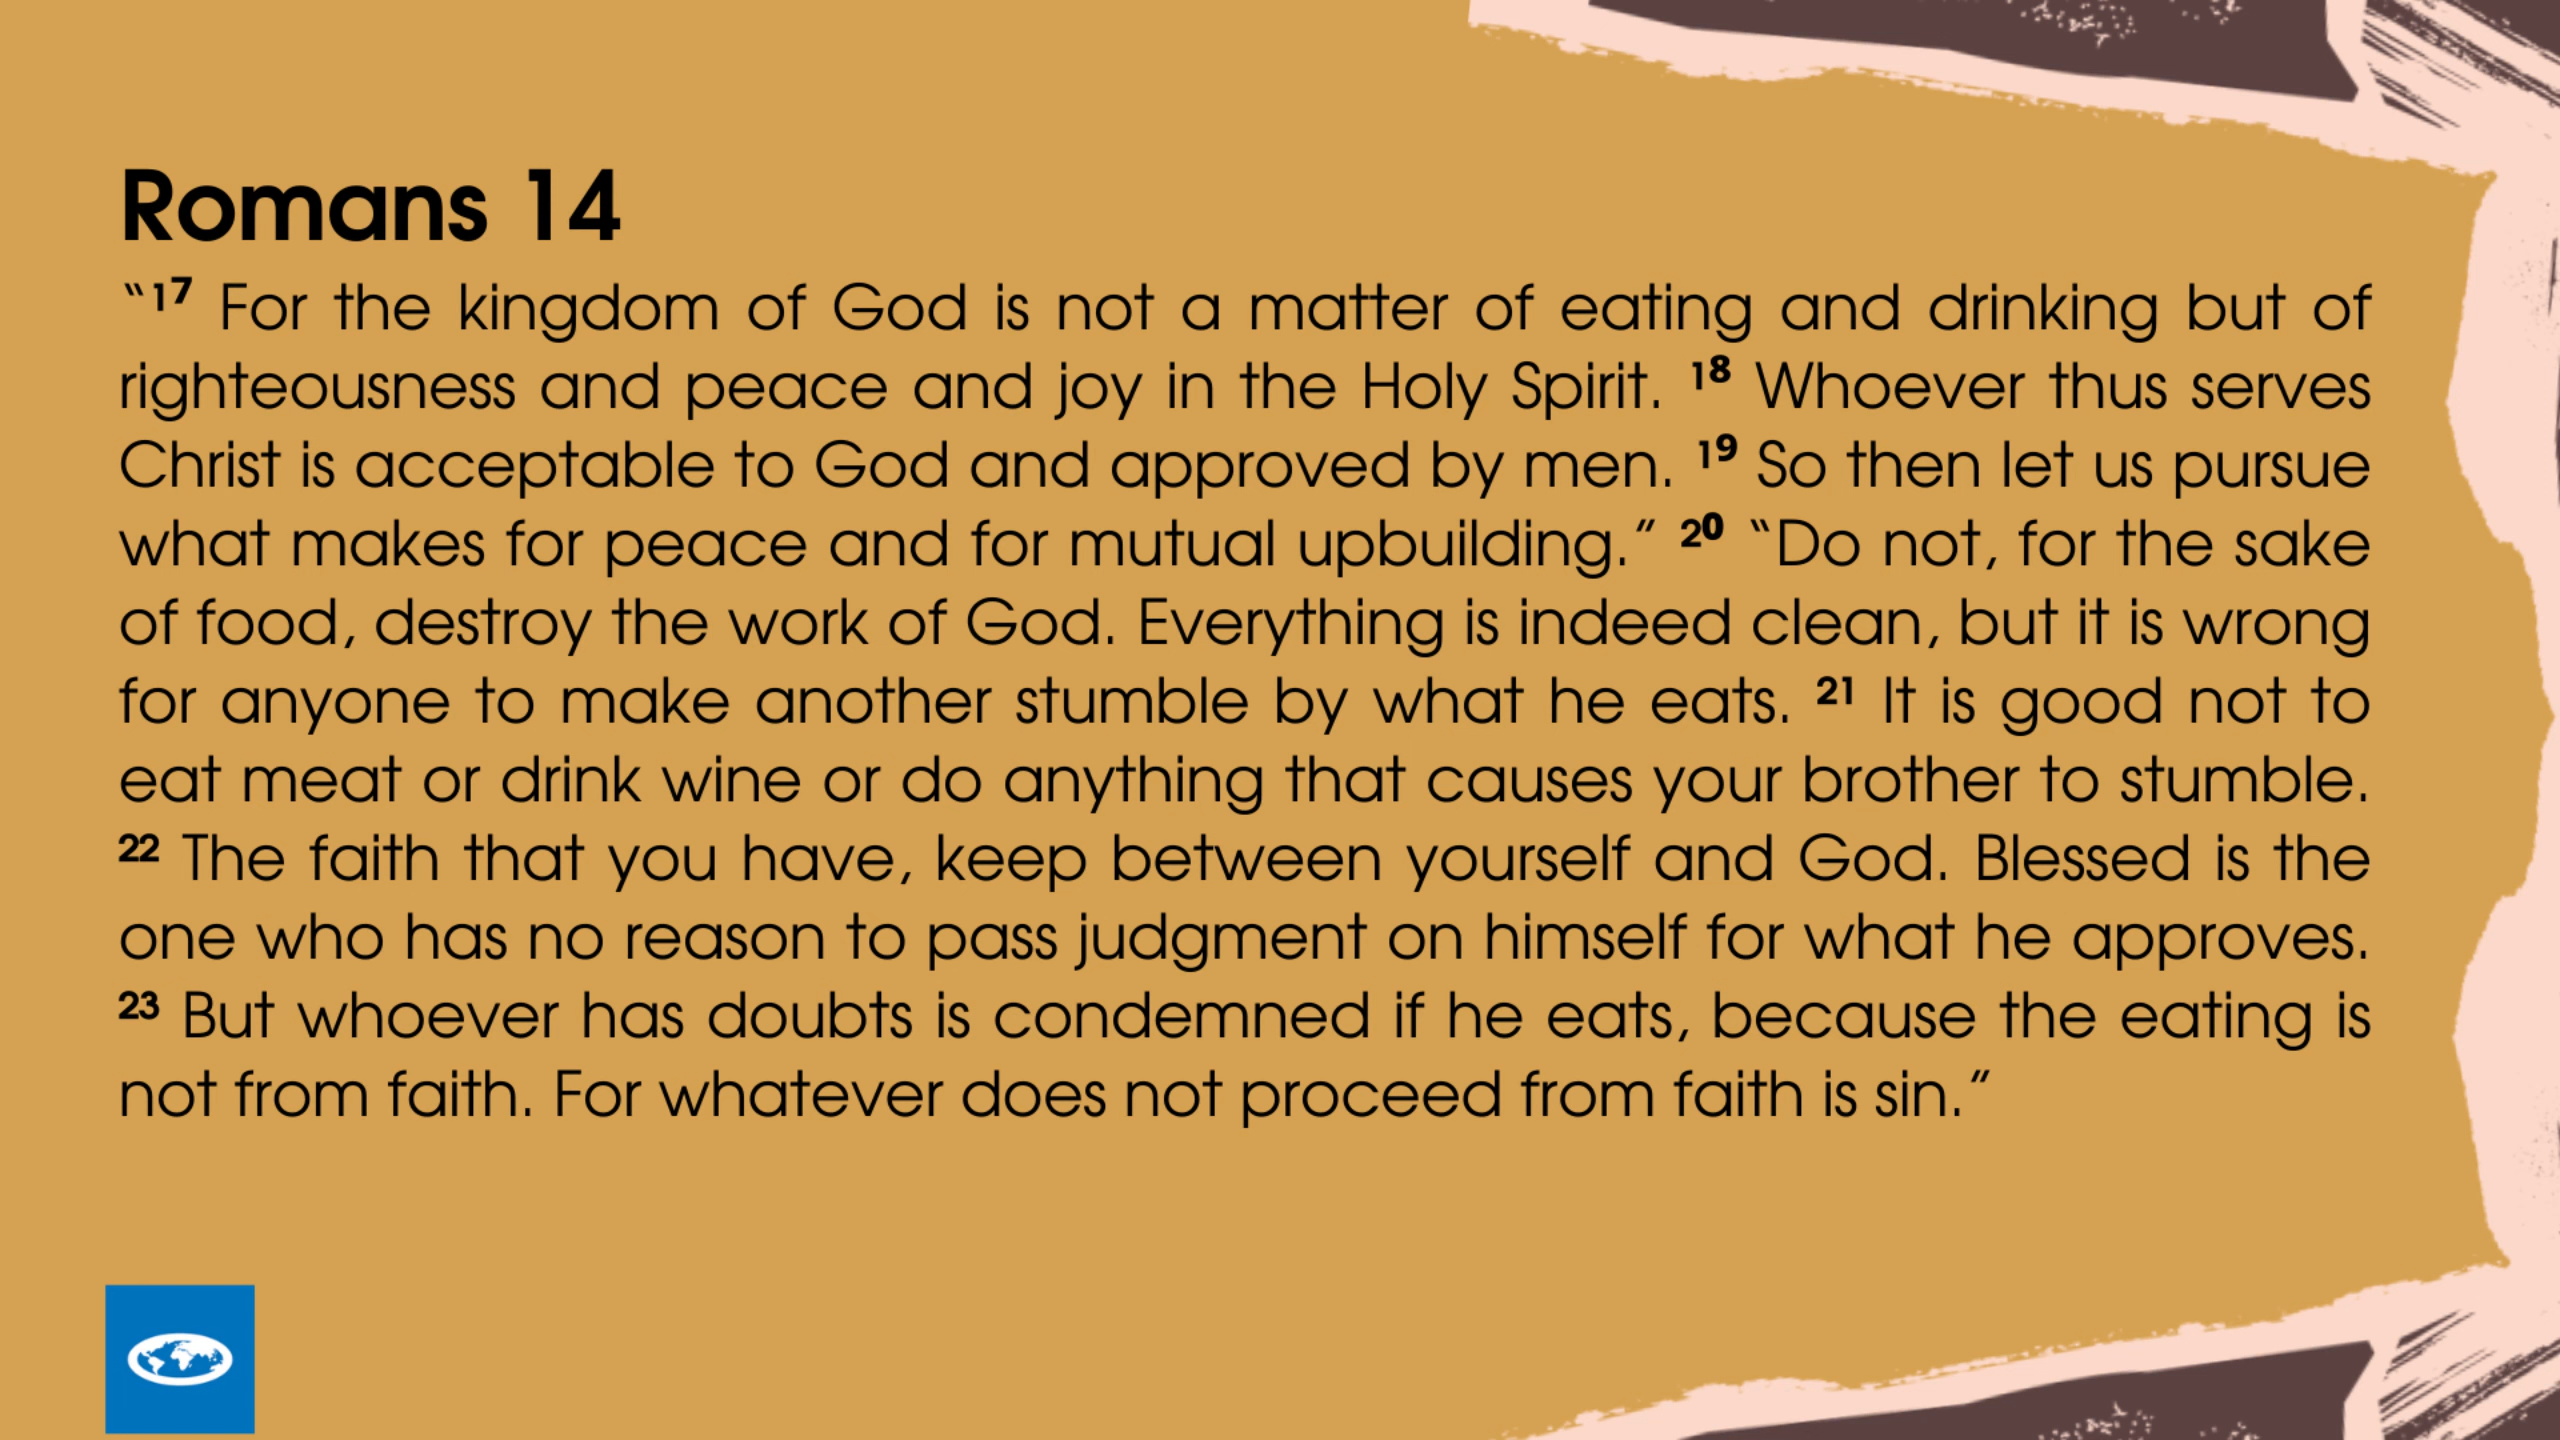 Romans 14
“17 For the kingdom of God is not a matter of eating and drinking but of
righteousness and peace and joy in the Holy Spirit. 18 Whoever thus serves
Christ is acceptable to God and approved by men. 19 So then let us pursue
what makes for peace and for mutual upbuilding.” 20 “Do not, for the sake
of food, destroy the work of God. Everything is indeed clean, but it is wrong
for anyone to make another stumble by what he eats. 21 It is good not to
eat meat or drink wine or do anything that causes your brother to stumble.
22 The faith that you have, keep between yourself and God. Blessed is the
one who has no reason to pass judgment on himself for what he approves.
23 But whoever has doubts is condemned if he eats, because the eating is
not from faith. For whatever does not proceed from faith is sin.”